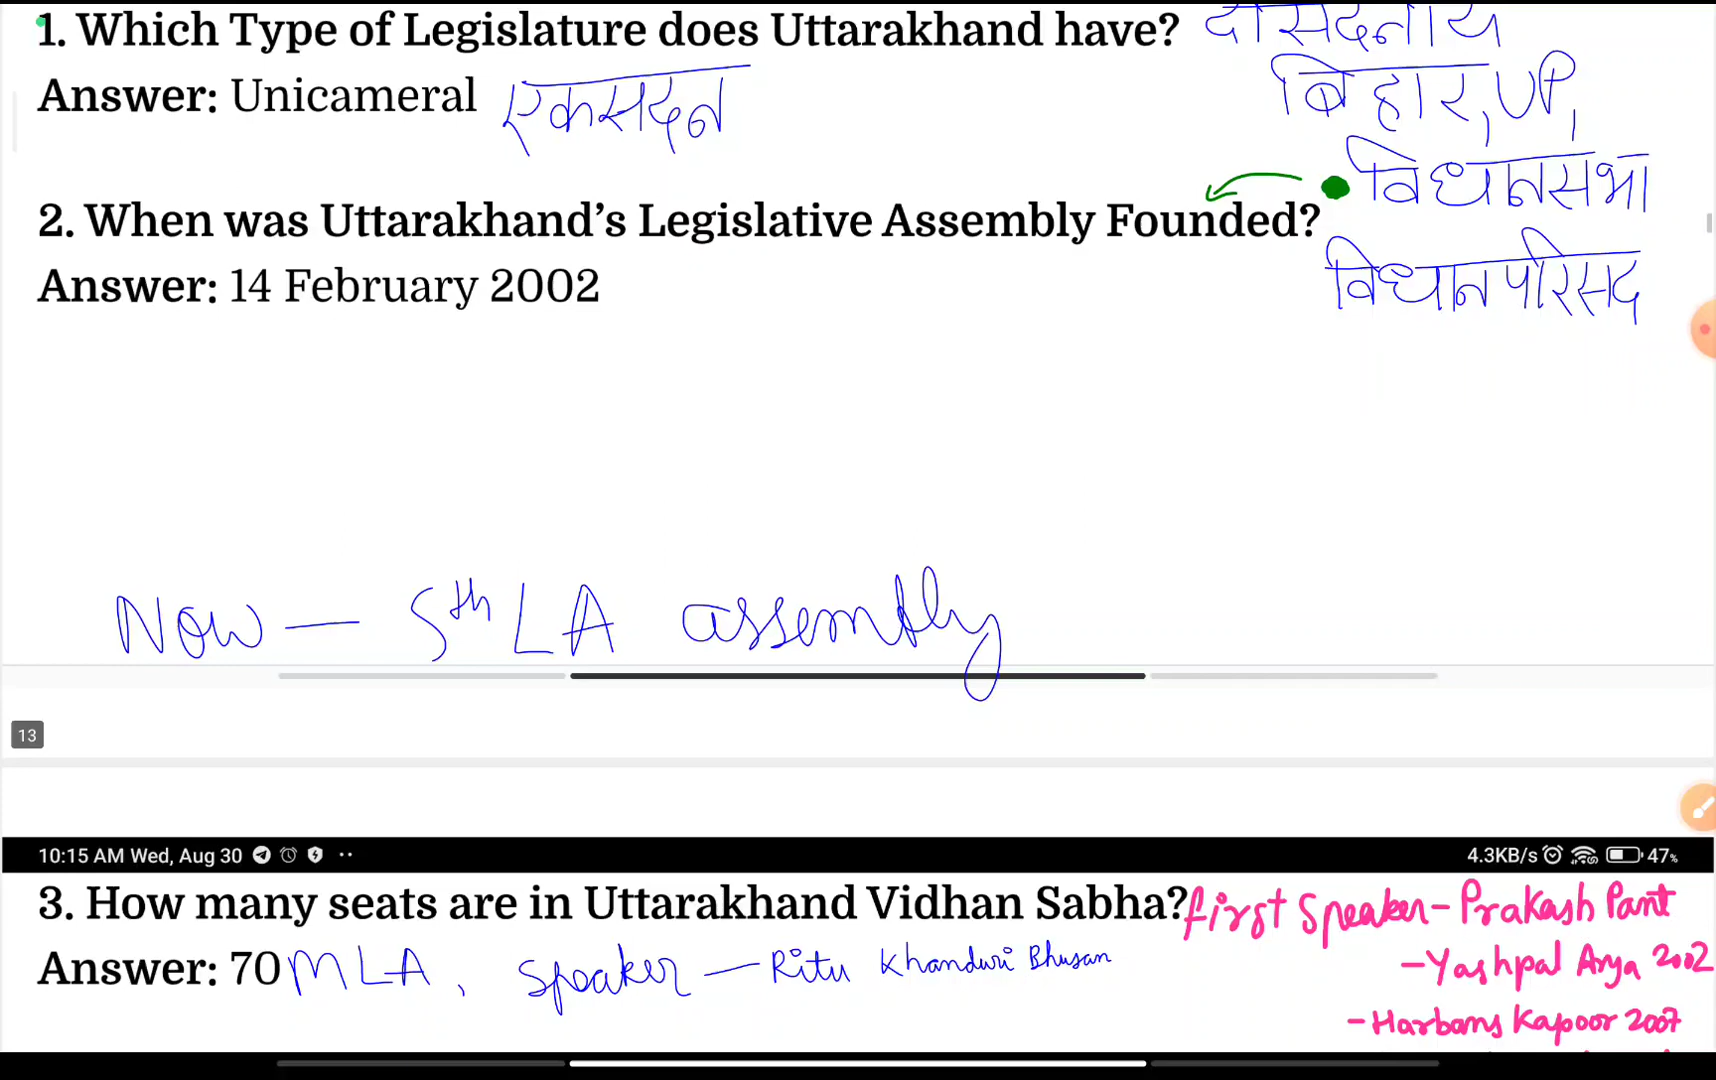 1. Which Type of Legislature does Uttarakhand have? दो सदनीय
Answer: Unicameral एकसदन
बिहार, UP,
विधानसभा
2. When was Uttarakhand’s Legislative Assembly Founded?
Answer: 14 February 2002
विधान परिसद
Now — 5th LA assembly
13
10:15 AM Wed, Aug 30
4.3KB/s 47%
3. How many seats are in Uttarakhand Vidhan Sabha? first Speaker - Prakash Pant
Answer: 70 MLA, Speaker — Ritu Khanduri Bhusan
- Yashpal Arya 2002
- Harbans Kapoor 2007